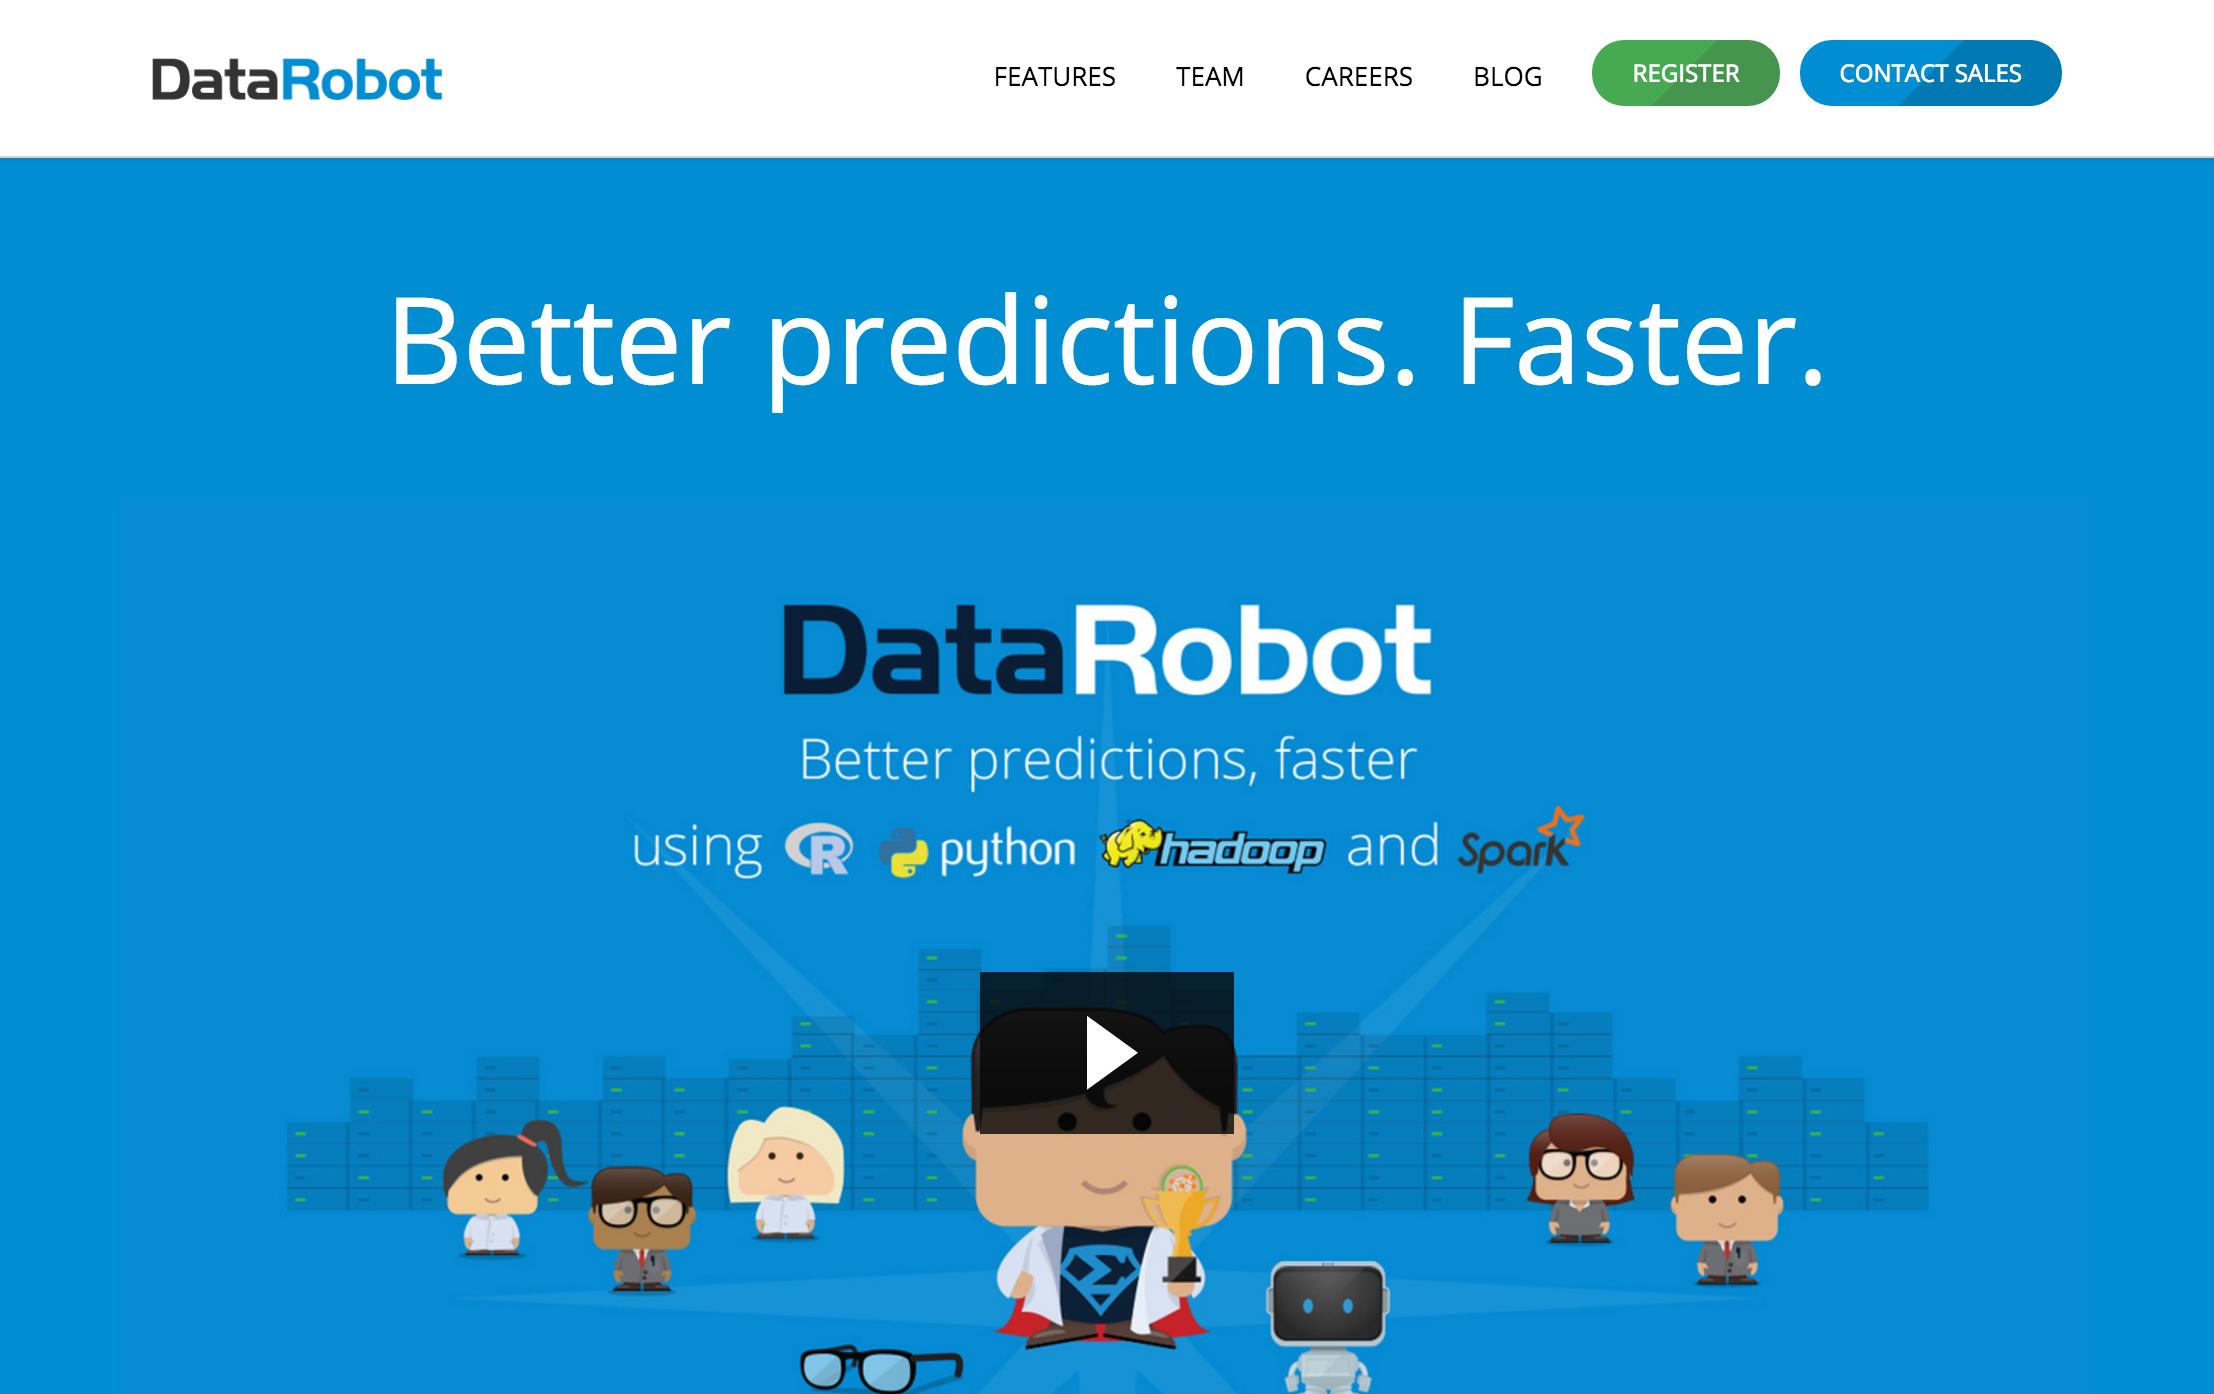 DataRobot
FEATURES TEAM CAREERS BLOG REGISTER CONTACT SALES
Better predictions. Faster.
DataRobot
Better predictions, faster
using R python hadoop and Spark